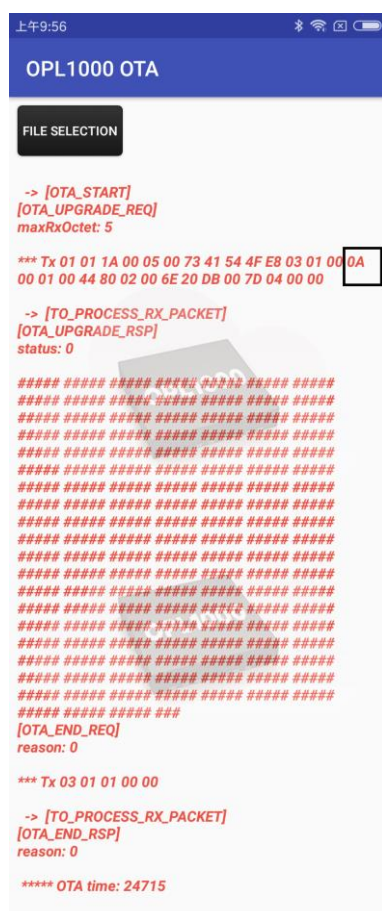 上午9:56
OPL1000 OTA
FILE SELECTION
-> [OTA_START]
[OTA_UPGRADE_REQ]
maxRxOctet: 5
*** Tx 01 01 1A 00 05 00 73 41 54 4F E8 03 01 00 0A
00 01 00 44 80 02 00 6E 20 DB 00 7D 04 00 00
-> [TO_PROCESS_RX_PACKET]
[OTA_UPGRADE_RSP]
status: 0
##### ##### ##### ##### ##### ##### #####
##### ##### ##### ##### ##### ##### #####
OPL1000
##### ##### ##### ##### ##### ##### #####
##### ##### ##### ##### ##### ##### #####
##### ##### ##### ##### ##### ##### #####
##### ##### ##### ##### ##### ##### #####
##### ##### ##### ##### ##### ##### #####
##### ##### ##### ##### ##### ##### #####
##### ##### ##### ##### ##### ##### #####
##### ##### ##### ##### ##### ##### #####
##### ##### ##### ##### ##### ##### #####
##### ##### ##### ##### ##### ##### #####
##### ##### ##### ##### ##### ##### #####
##### ##### ##### ##### ##### ##### #####
##### ##### ##### ##### ##### ##### #####
OPL1000
##### ##### ##### ##### ##### ##### #####
##### ##### ##### ##### ##### ##### #####
##### ##### ##### ##### ##### ##### #####
##### ##### ##### ##### ##### ##### #####
##### ##### ##### ###
[OTA_END_REQ]
reason: 0
*** Tx 03 01 01 00 00
-> [TO_PROCESS_RX_PACKET]
[OTA_END_RSP]
reason: 0
***** OTA time: 24715